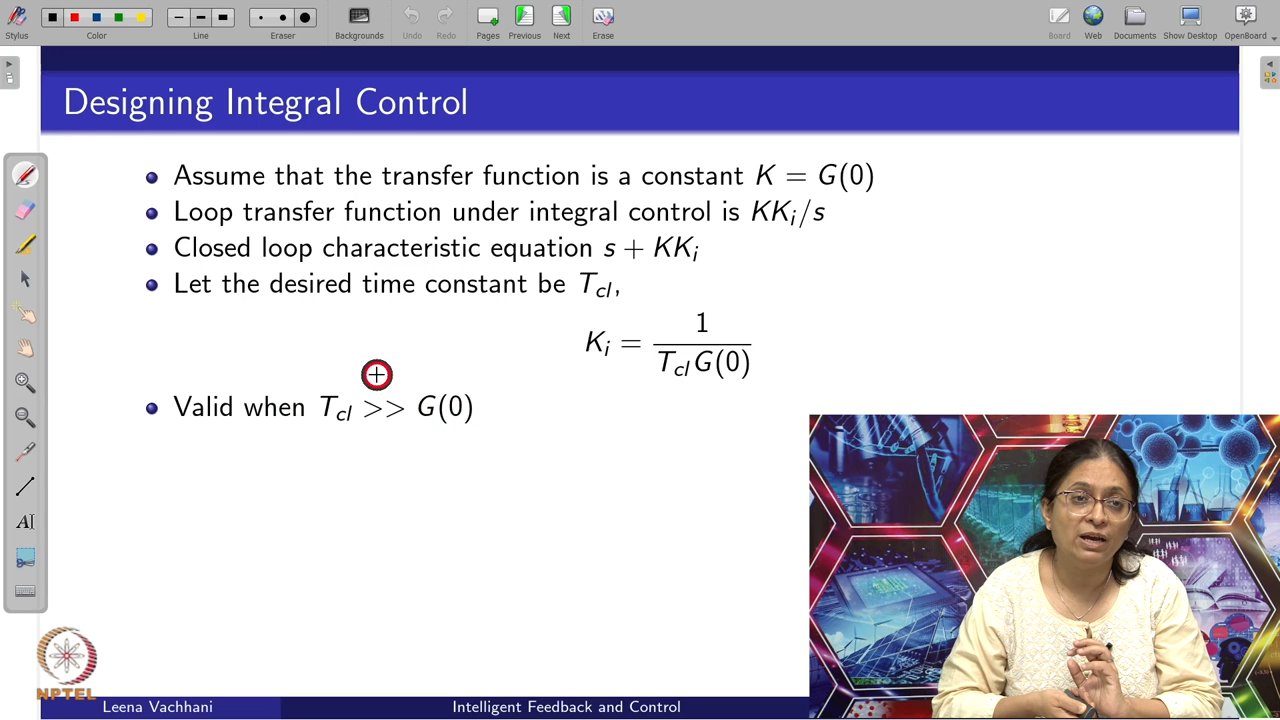 Stylus Color Line Eraser Backgrounds Undo Redo Pages Previous Next Erase Board Web Documents Show Desktop OpenBoard
Designing Integral Control
Assume that the transfer function is a constant K = G(0)
Loop transfer function under integral control is KK_i/s
Closed loop characteristic equation s + KK_i
Let the desired time constant be T_cl,
K_i = 1 / (T_cl G(0))
Valid when T_cl >> G(0)
AI
NPTEL
Leena Vachhani Intelligent Feedback and Control